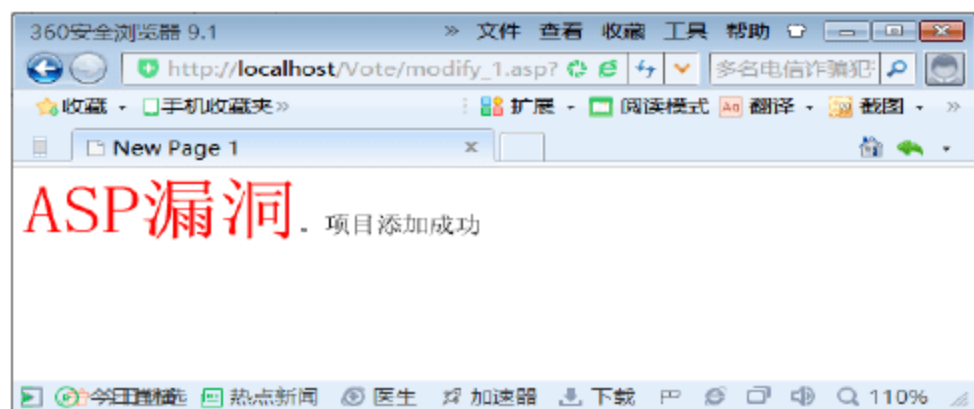 360安全浏览器 9.1 » 文件 查看 收藏 工具 帮助
http://localhost/Vote/modify_1.asp? 多名电信诈骗犯
收藏 手机收藏夹» 扩展 阅读模式 Aあ 翻译 截图 »
New Page 1 ×
ASP漏洞。项目添加成功
热点新闻 医生 加速器 下载 110%